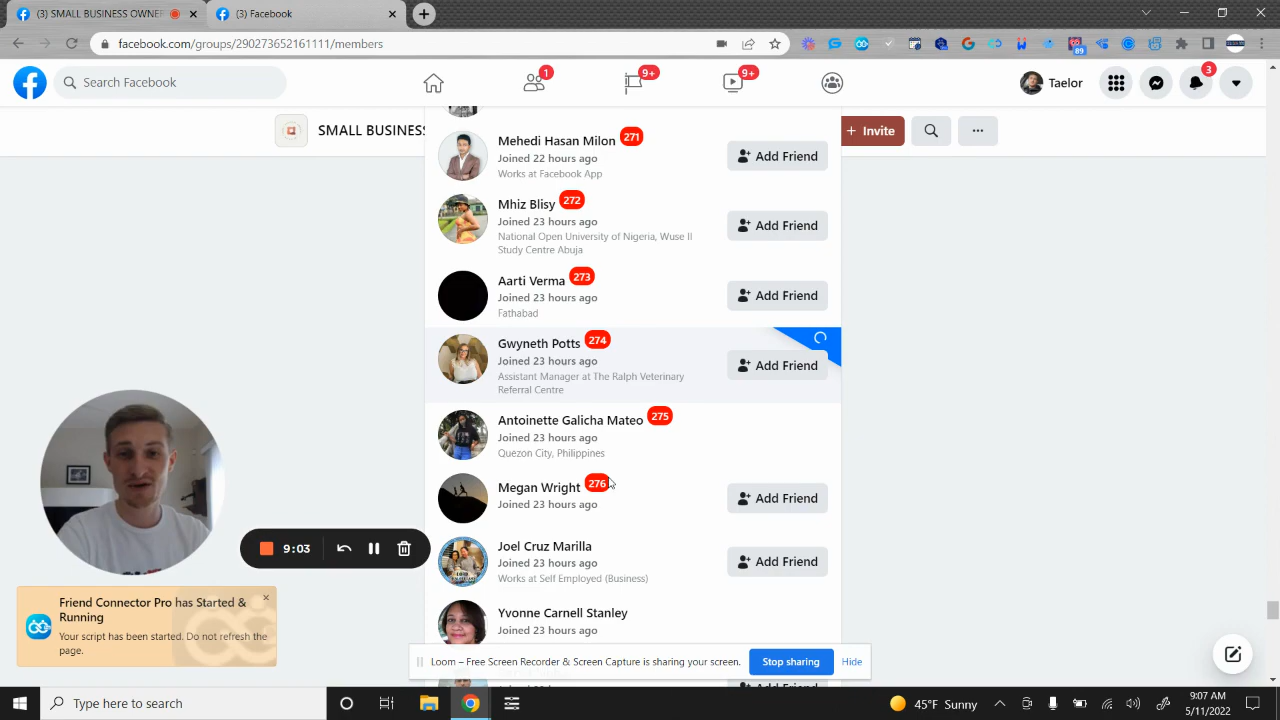 (3) SMALL BUSINESS OWNE
(3) Facebook
facebook.com/groups/290273652161111/members
89
Search Facebook
1
9+
9+
Taelor
3
SMALL BUSINESS
+ Invite
Mehedi Hasan Milon 271
Joined 22 hours ago
Works at Facebook App
Add Friend
Mhiz Blisy 272
Joined 23 hours ago
National Open University of Nigeria, Wuse II
Study Centre Abuja
Add Friend
Aarti Verma 273
Joined 23 hours ago
Fathabad
Add Friend
Gwyneth Potts 274
Joined 23 hours ago
Assistant Manager at The Ralph Veterinary
Referral Centre
Add Friend
Antoinette Galicha Mateo 275
Joined 23 hours ago
Quezon City, Philippines
Megan Wright 276
Joined 23 hours ago
Add Friend
Joel Cruz Marilla
Joined 23 hours ago
Works at Self Employed (Business)
Add Friend
Yvonne Carnell Stanley
Joined 23 hours ago
9:03
Friend Connector Pro has Started &
Running
Your script has been started. Do not refresh the
page.
Loom – Free Screen Recorder & Screen Capture is sharing your screen.
Stop sharing
Hide
Type here to search
45°F Sunny
9:07 AM
5/11/2022